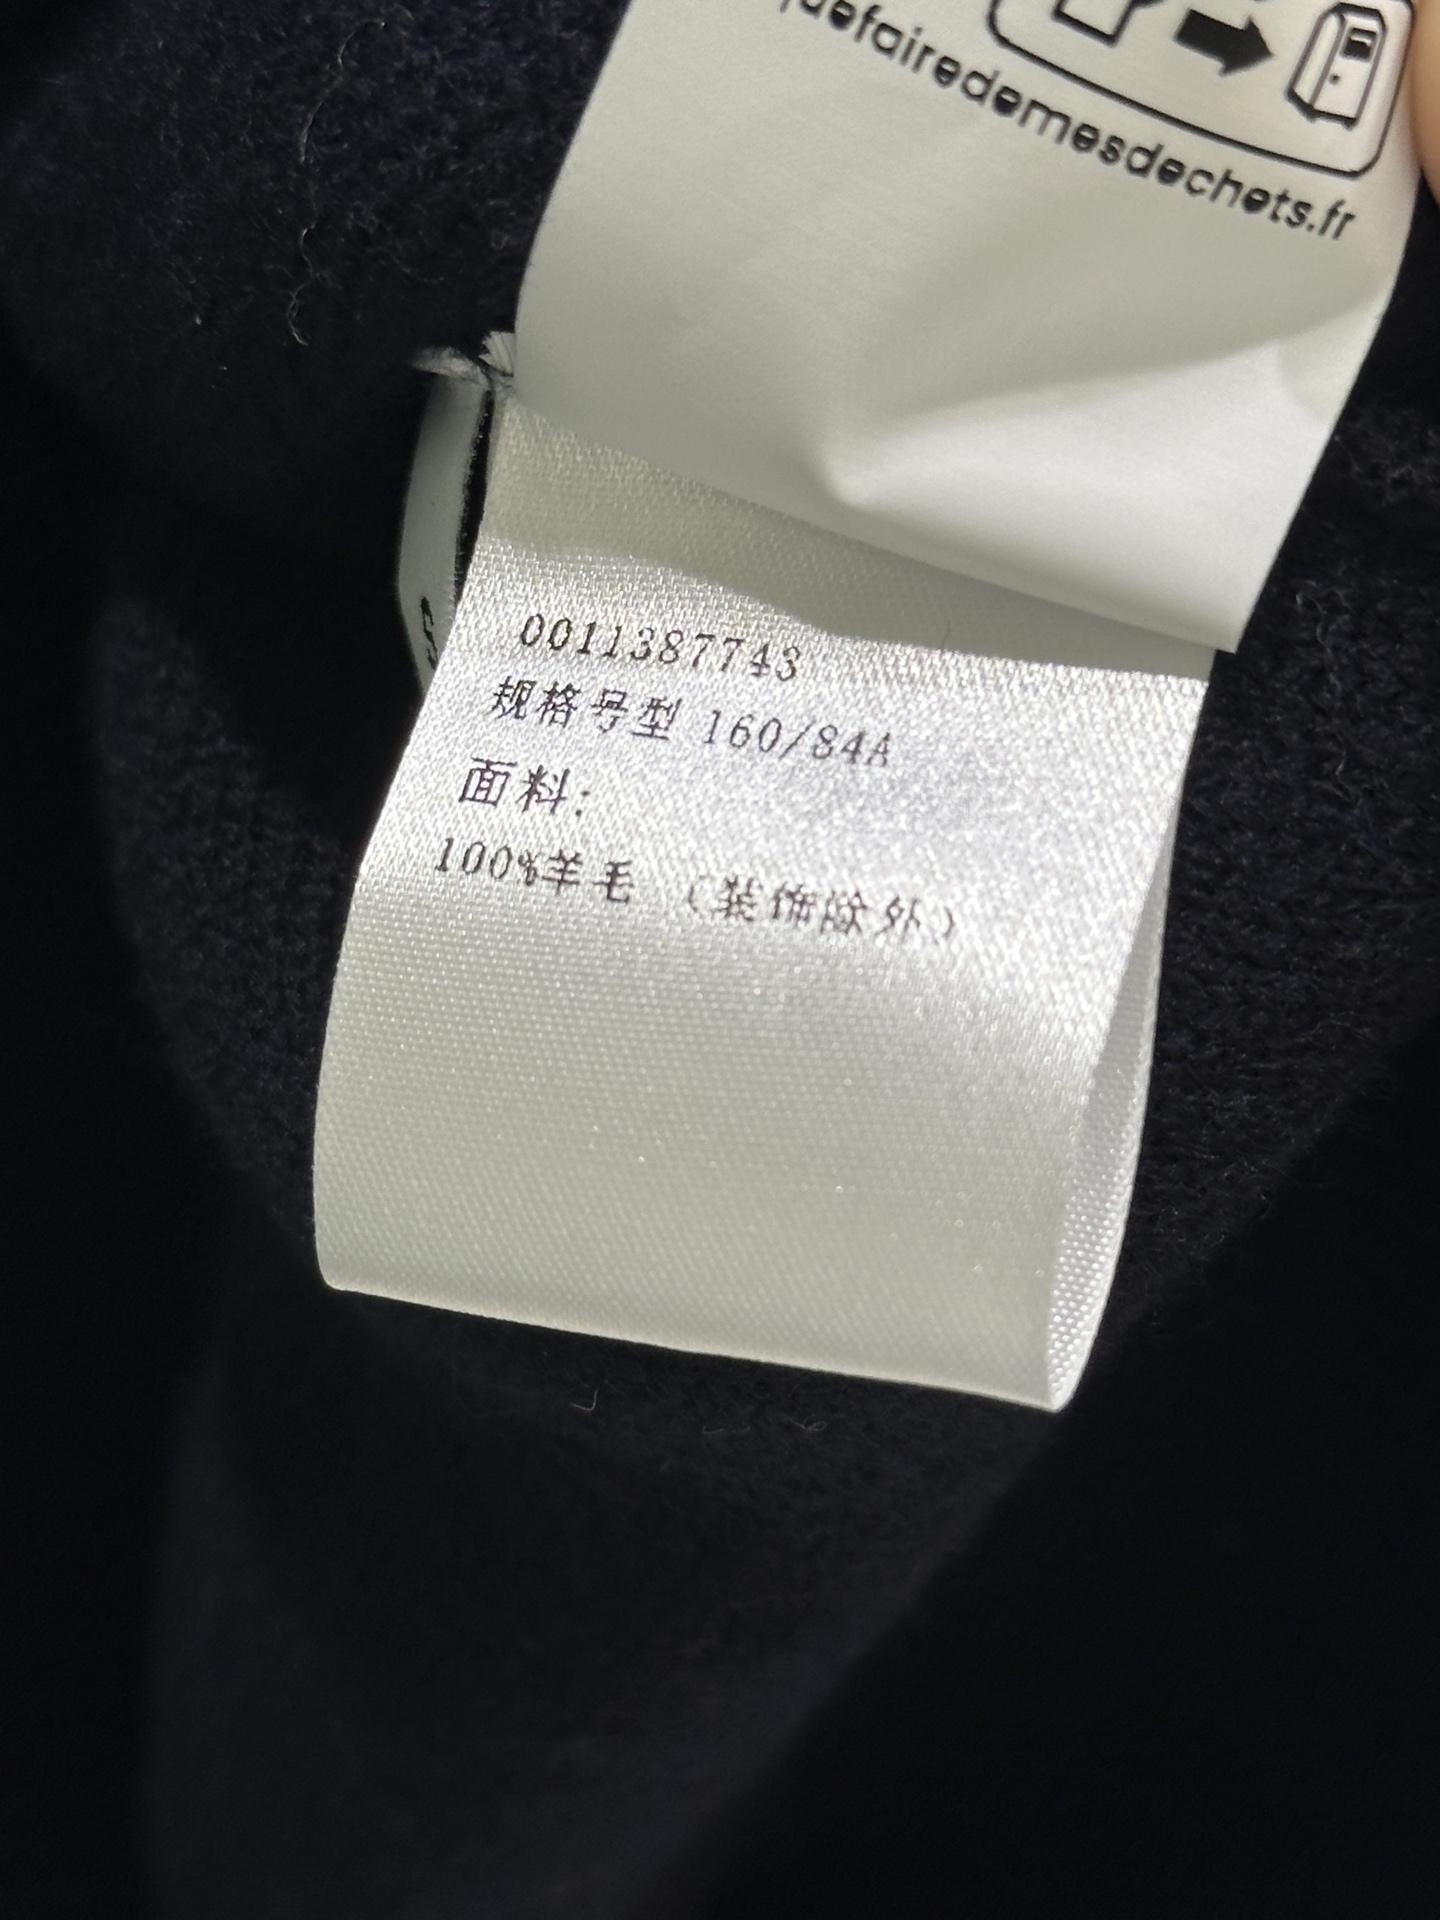 quefairedemesdechets.fr
0011387743
规格号型 160/84A
面料:
100%羊毛 (装饰除外)